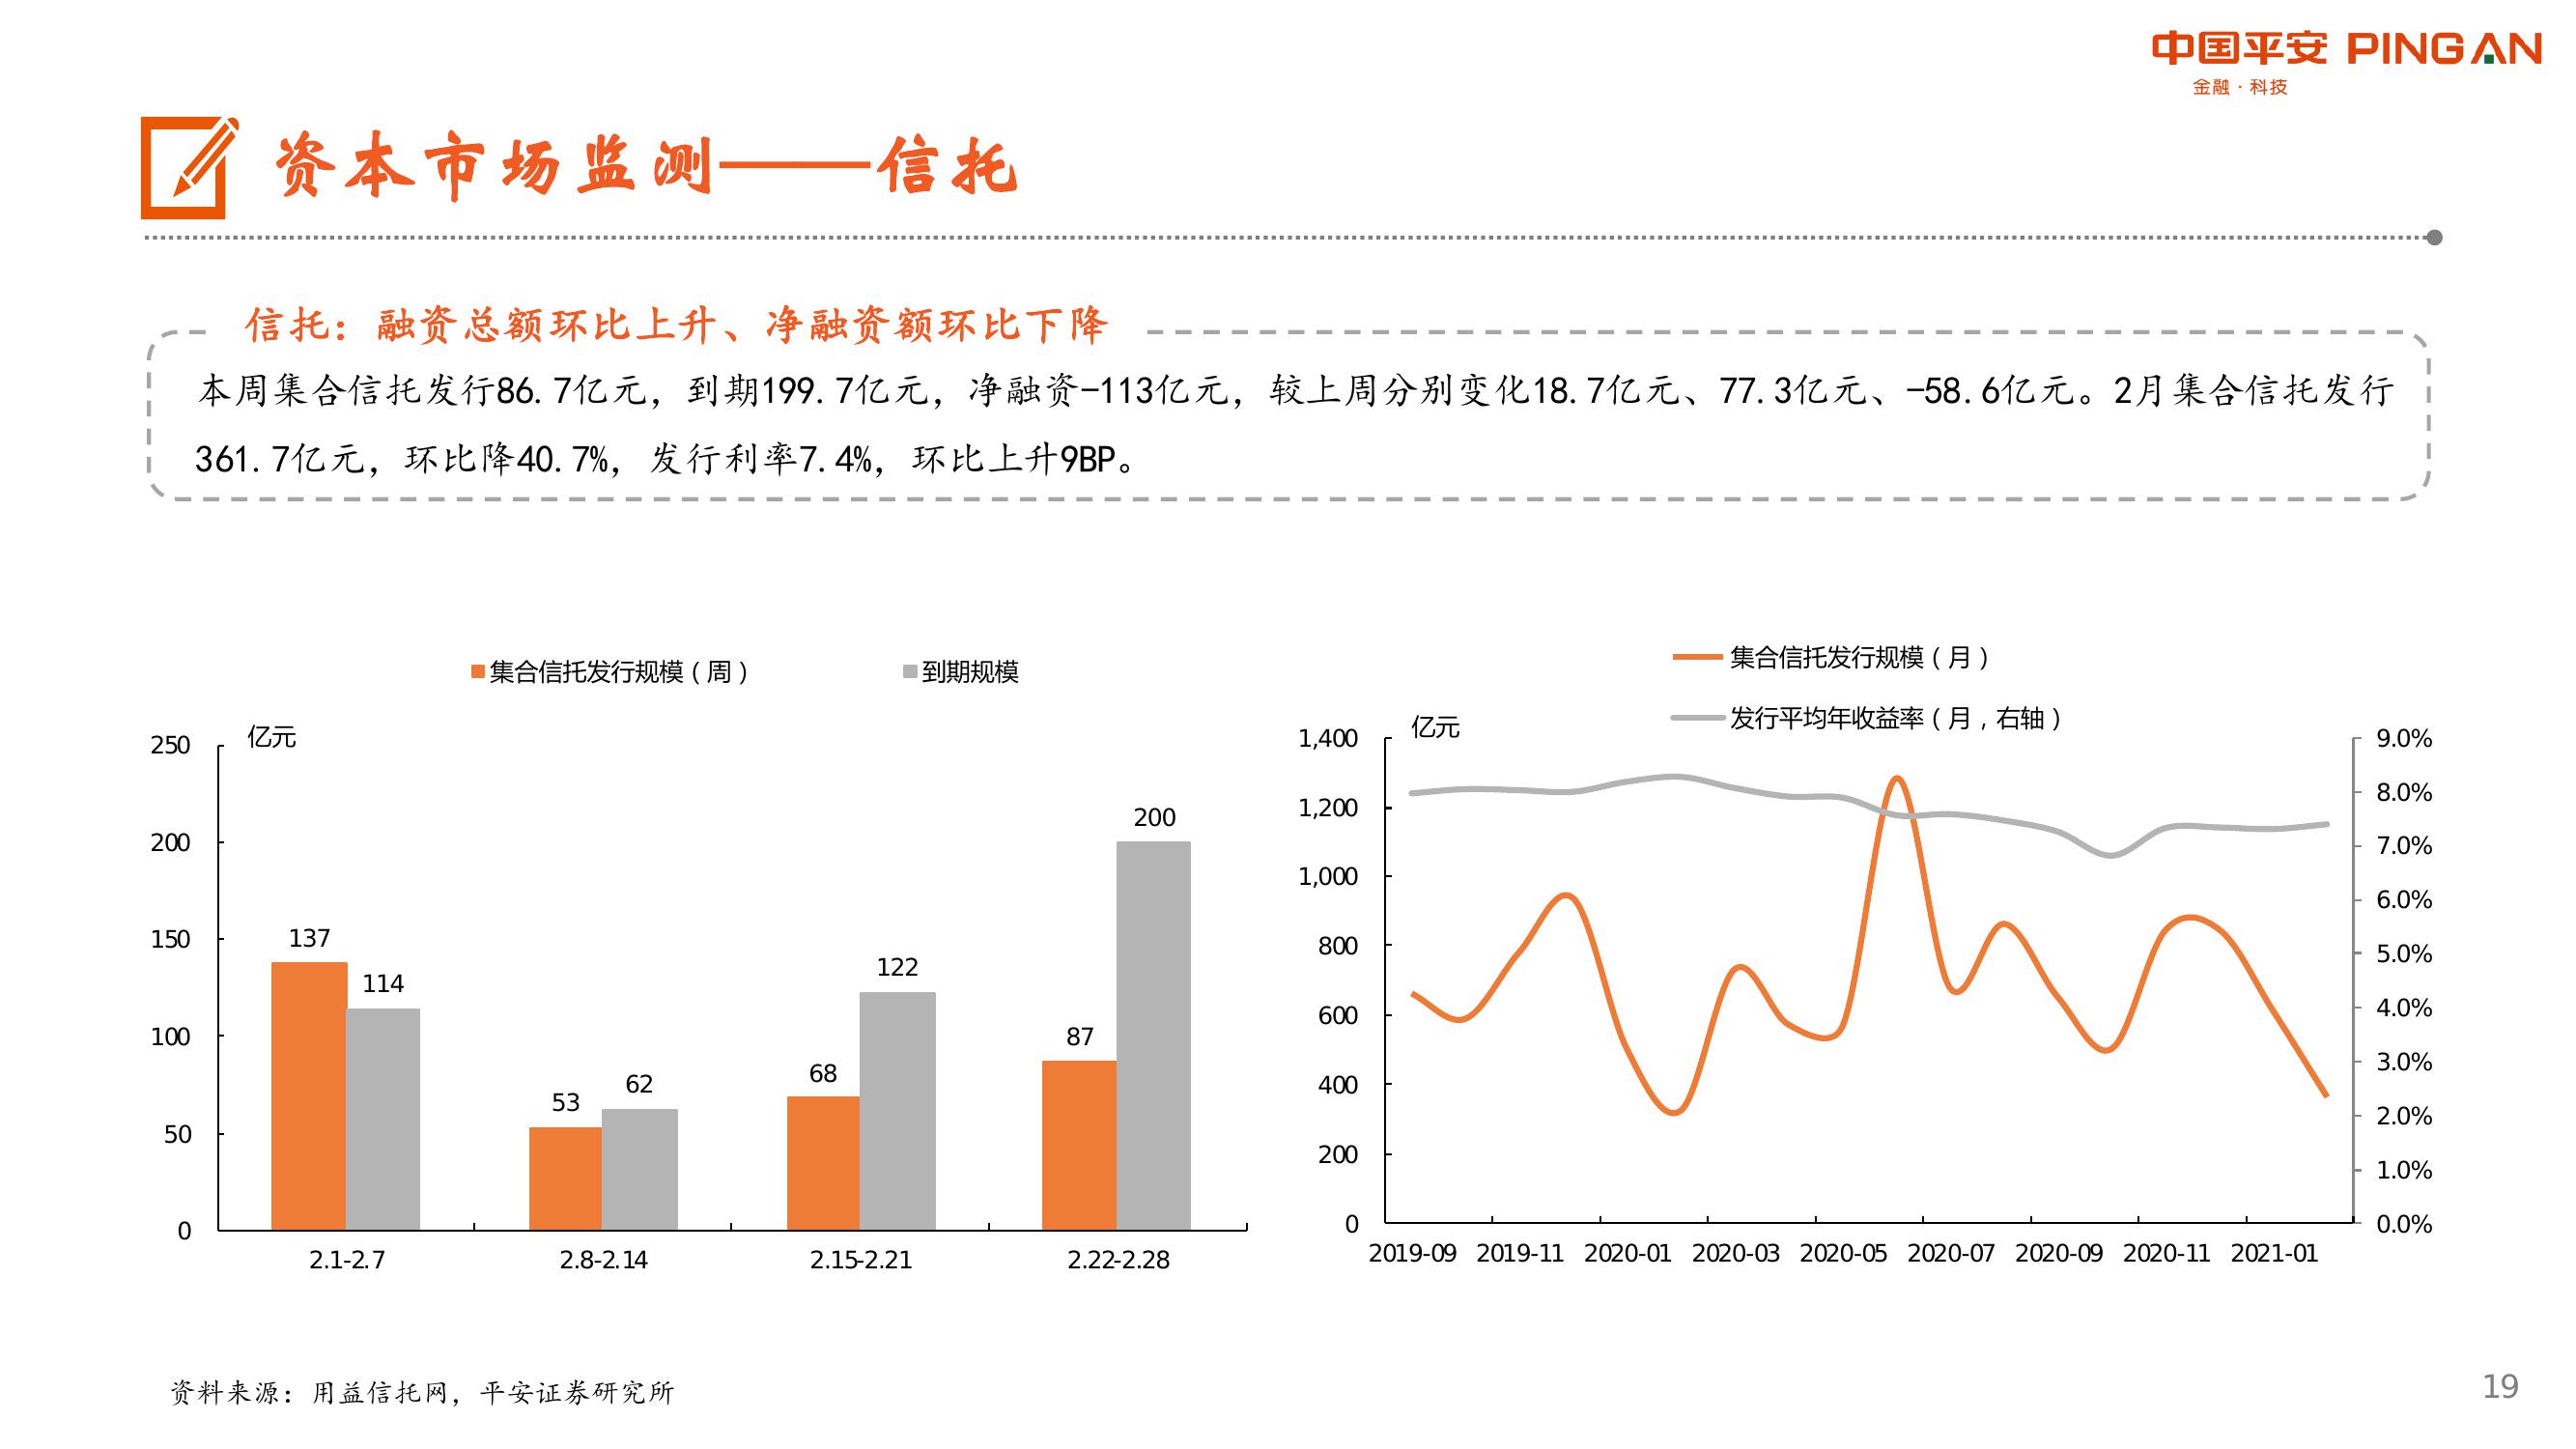 中国平安 PINGAN
金融·科技
资本市场监测——信托
信托：融资总额环比上升、净融资额环比下降
本周集合信托发行86.7亿元，到期199.7亿元，净融资-113亿元，较上周分别变化18.7亿元、77.3亿元、-58.6亿元。2月集合信托发行
361.7亿元，环比降40.7%，发行利率7.4%，环比上升9BP。
集合信托发行规模（周） 到期规模
亿元
250
200
150
100
50
0
137
114
53
62
68
122
87
200
2.1-2.7 2.8-2.14 2.15-2.21 2.22-2.28
集合信托发行规模（月）
发行平均年收益率（月，右轴）
亿元
1,400
1,200
1,000
800
600
400
200
0
9.0%
8.0%
7.0%
6.0%
5.0%
4.0%
3.0%
2.0%
1.0%
0.0%
2019-09 2019-11 2020-01 2020-03 2020-05 2020-07 2020-09 2020-11 2021-01
资料来源：用益信托网，平安证券研究所
19